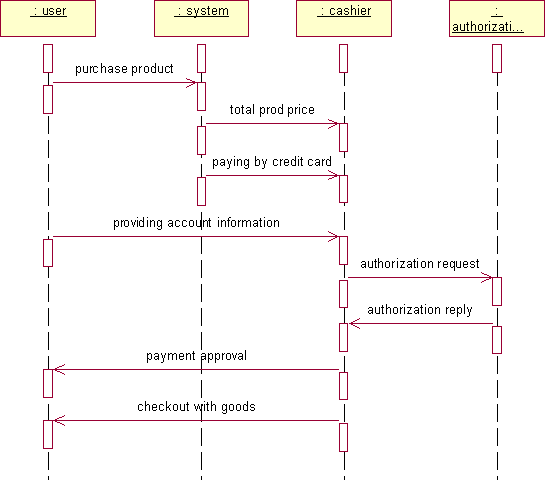 : user
: system
: cashier
:
authorizati...
purchase product
total prod price
paying by credit card
providing account information
authorization request
authorization reply
payment approval
checkout with goods